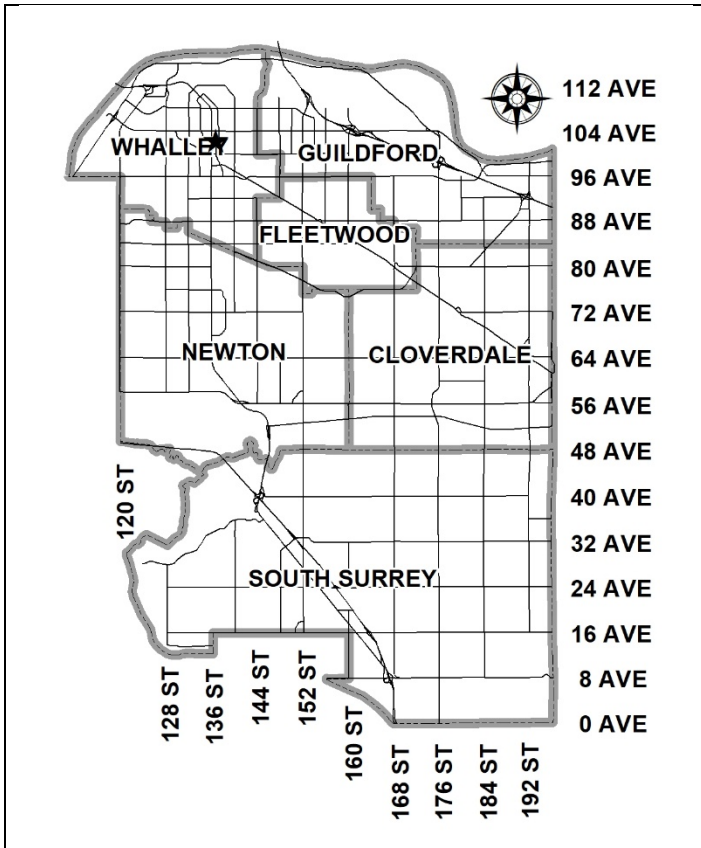 112 AVE
104 AVE
WHALLEY
GUILDFORD
96 AVE
88 AVE
FLEETWOOD
80 AVE
72 AVE
NEWTON
CLOVERDALE
64 AVE
56 AVE
48 AVE
120 ST
40 AVE
32 AVE
SOUTH SURREY
24 AVE
16 AVE
8 AVE
128 ST
136 ST
144 ST
152 ST
160 ST
0 AVE
168 ST
176 ST
184 ST
192 ST